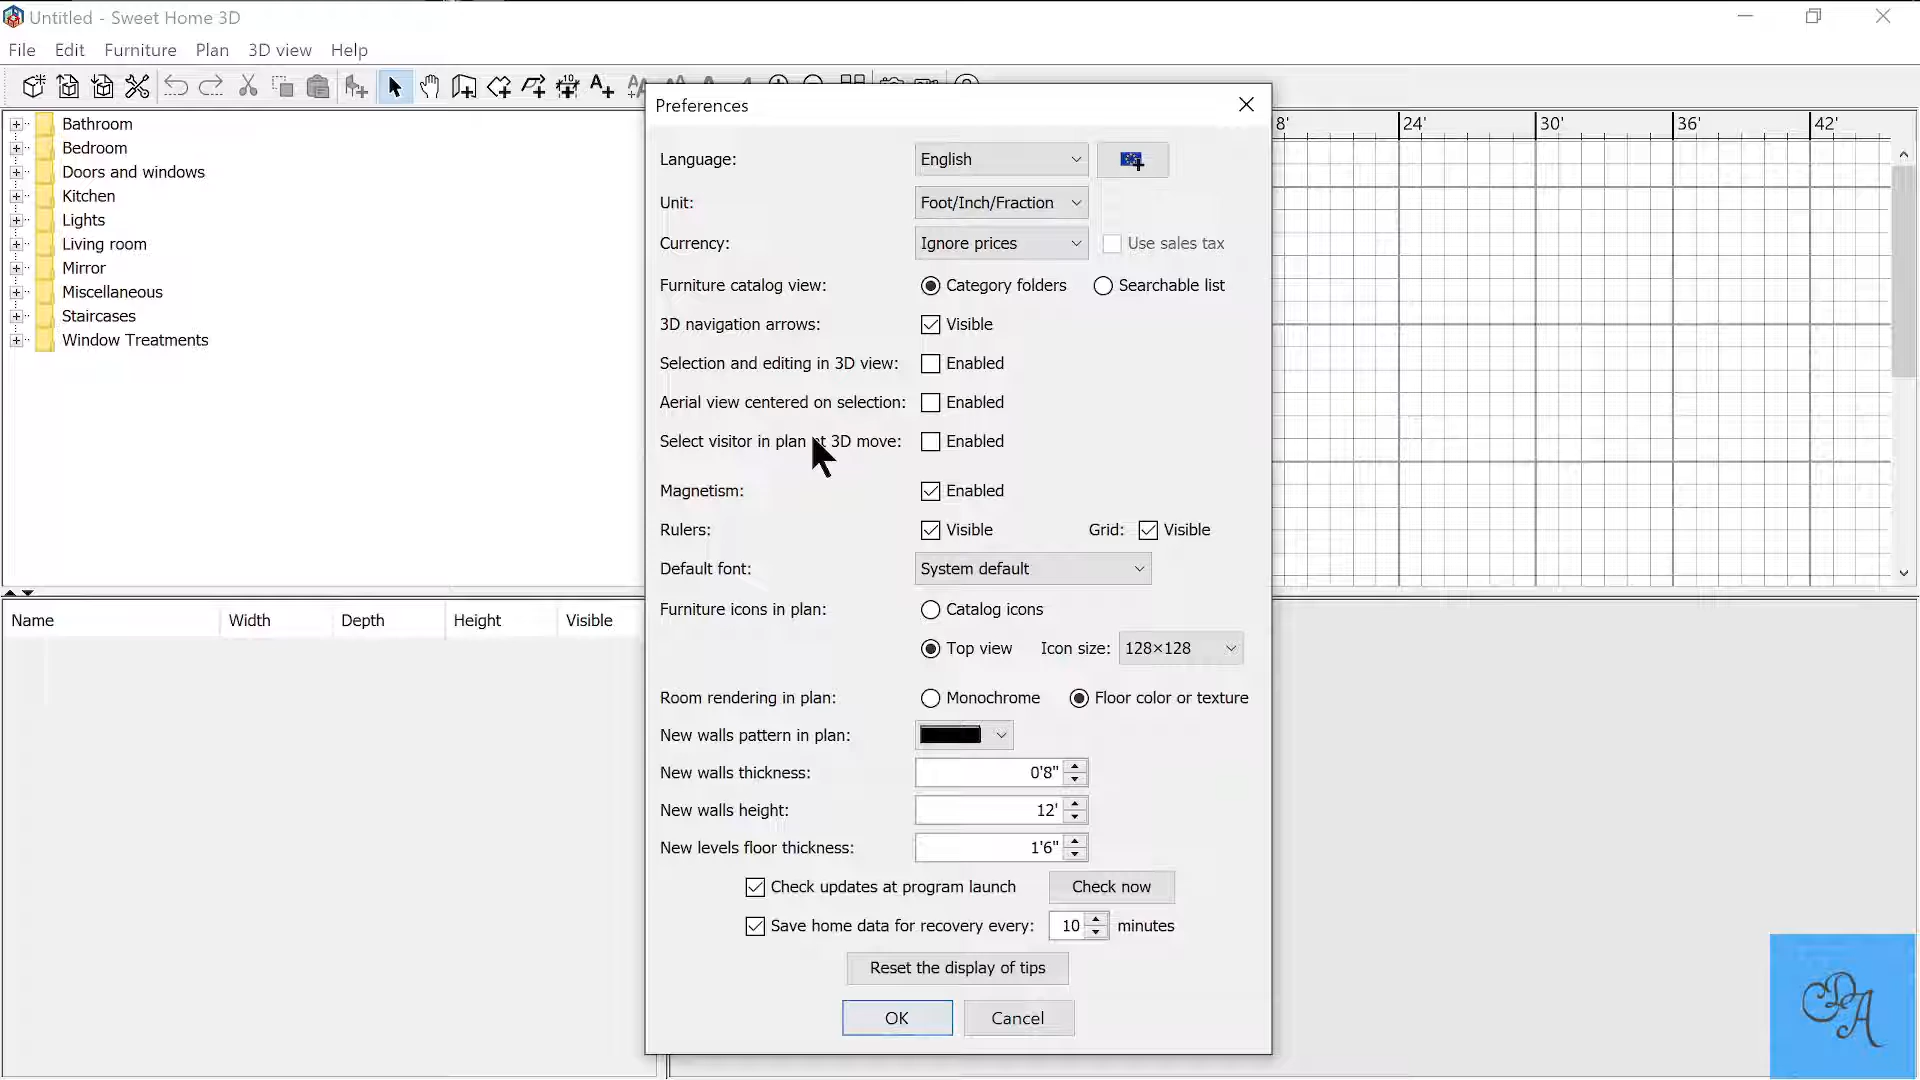 Untitled - Sweet Home 3D
File Edit Furniture Plan 3D view Help
Preferences
8' 24' 30' 36' 42'
Bathroom
Bedroom
Doors and windows
Kitchen
Lights
Living room
Mirror
Miscellaneous
Staircases
Window Treatments
Name Width Depth Height Visible
Language: English
Unit: Foot/Inch/Fraction
Currency: Ignore prices Use sales tax
Furniture catalog view: Category folders Searchable list
3D navigation arrows: Visible
Selection and editing in 3D view: Enabled
Aerial view centered on selection: Enabled
Select visitor in plan at 3D move: Enabled
Magnetism: Enabled
Rulers: Visible Grid: Visible
Default font: System default
Furniture icons in plan: Catalog icons
Top view Icon size: 128×128
Room rendering in plan: Monochrome Floor color or texture
New walls pattern in plan:
New walls thickness: 0'8"
New walls height: 12'
New levels floor thickness: 1'6"
Check updates at program launch Check now
Save home data for recovery every: 10 minutes
Reset the display of tips
OK Cancel